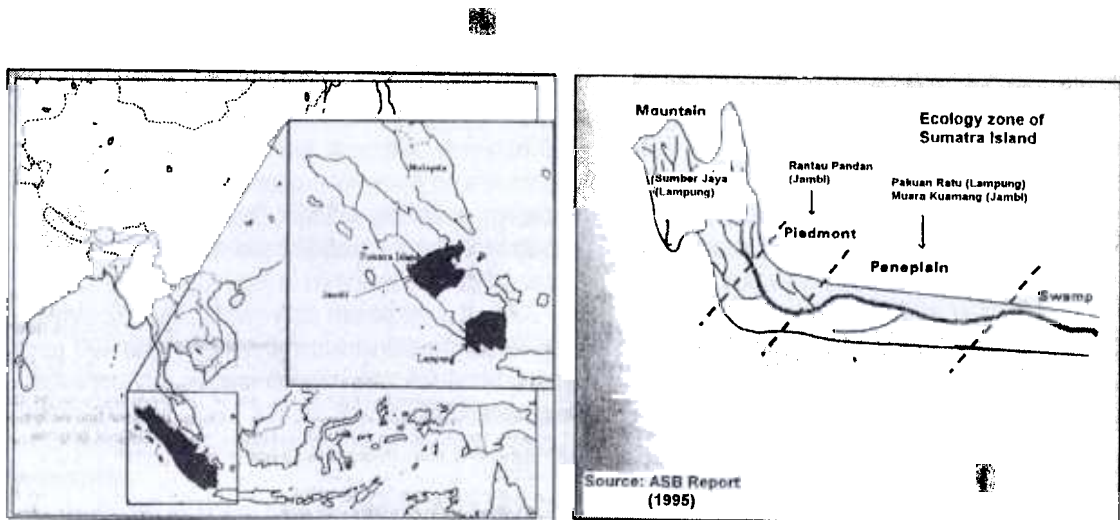 Malaysia
Sumatra Island
Jambi
Lampung
Mountain
Ecology zone of
Sumatra Island
Sumber Jaya
(Lampung)
Rantau Pandan
(Jambi)
Pakuan Ratu (Lampung)
Muara Kuamang (Jambi)
Piedmont
Peneplain
Swamp
Source: ASB Report
(1995)